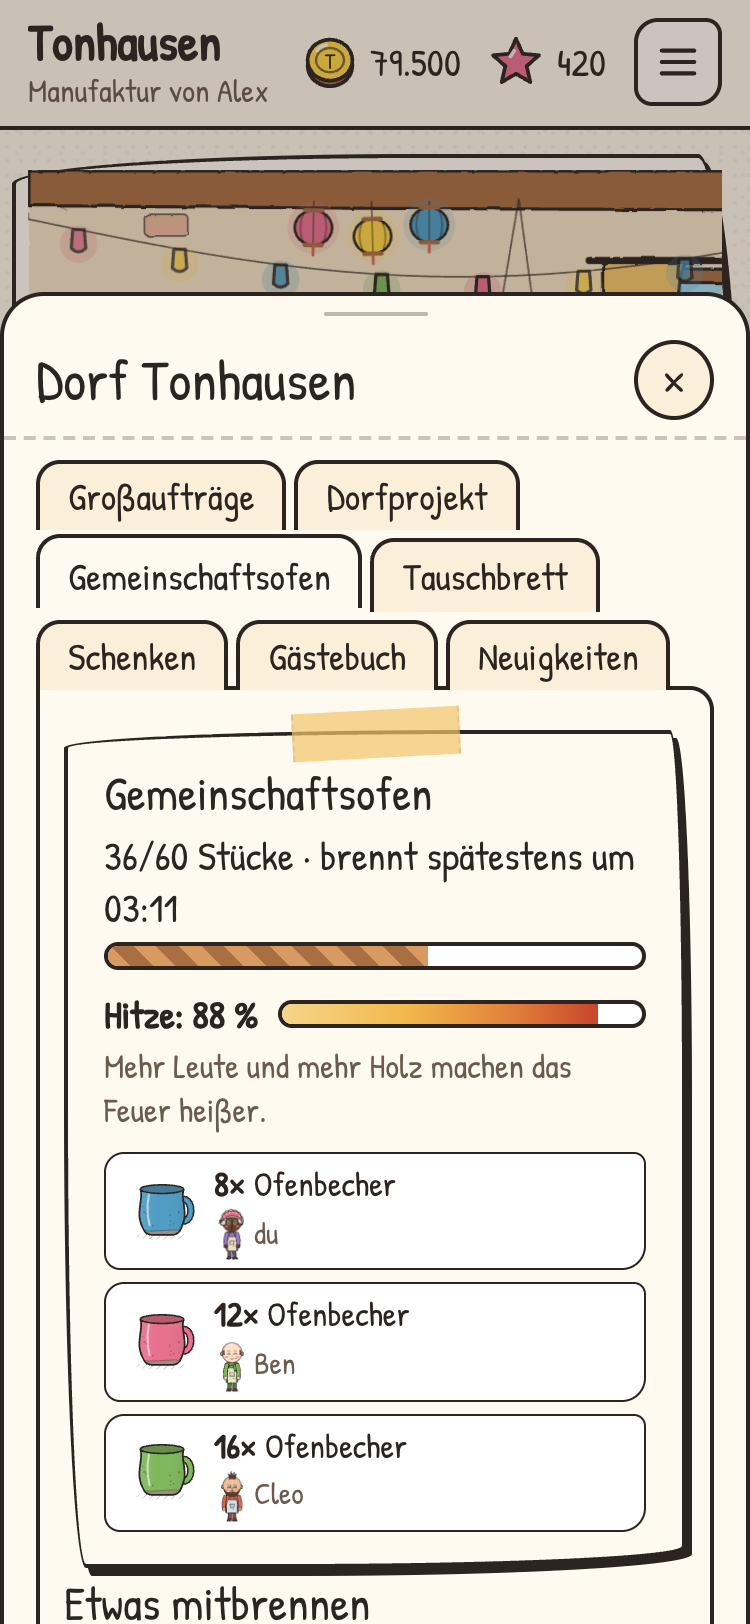 Tonhausen
Manufaktur von Alex
T
79.500
420
Dorf Tonhausen
×
Großaufträge
Dorfprojekt
Gemeinschaftsofen
Tauschbrett
Schenken
Gästebuch
Neuigkeiten
Gemeinschaftsofen
36/60 Stücke · brennt spätestens um
03:11
Hitze: 88 %
Mehr Leute und mehr Holz machen das
Feuer heißer.
8× Ofenbecher
du
12× Ofenbecher
Ben
16× Ofenbecher
Cleo
Etwas mitbrennen